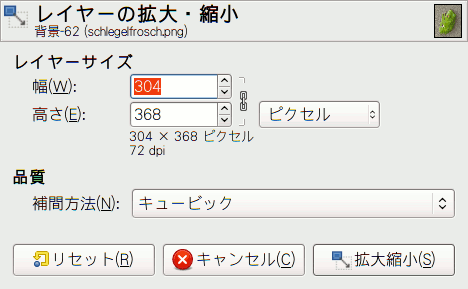 レイヤーの拡大・縮小
背景-62 (schlegelfrosch.png)
レイヤーサイズ
幅(W): 304
高さ(E): 368 ピクセル
304 × 368 ピクセル
72 dpi
品質
補間方法(N): キュービック
リセット(R) キャンセル(C) 拡大縮小(S)